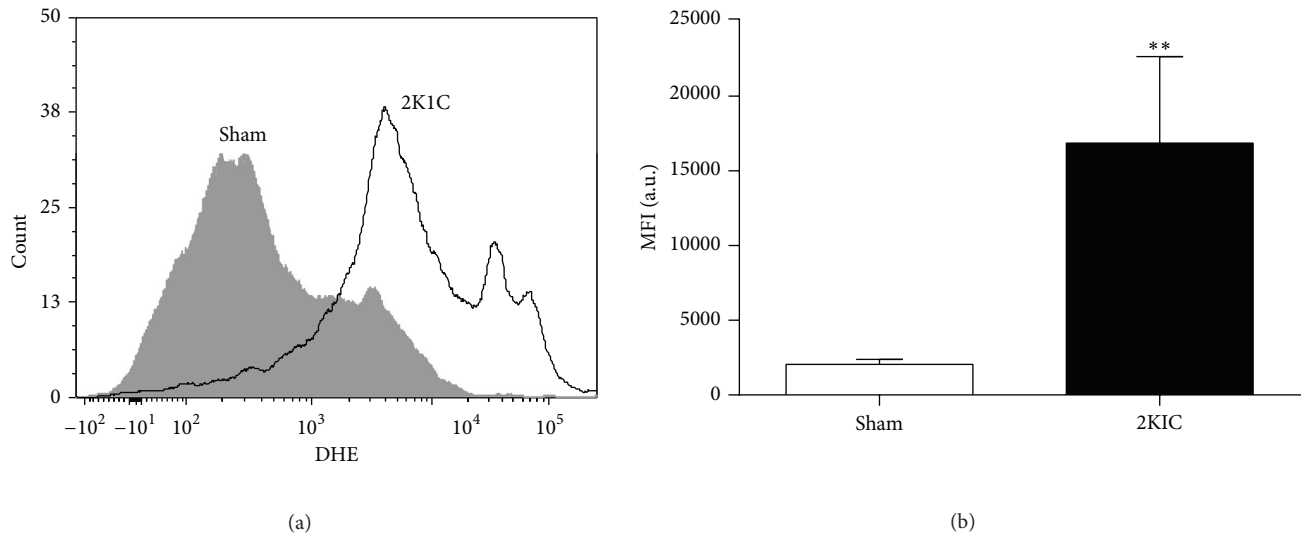 50
38
25
13
0
Count
Sham
2K1C
−10² −10¹ 10² 10³ 10⁴ 10⁵
DHE
(a)
25000
20000
15000
10000
5000
0
MFI (a.u.)
**
Sham 2KIC
(b)